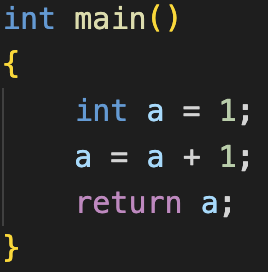 int main()
{
    int a = 1;
    a = a + 1;
    return a;
}